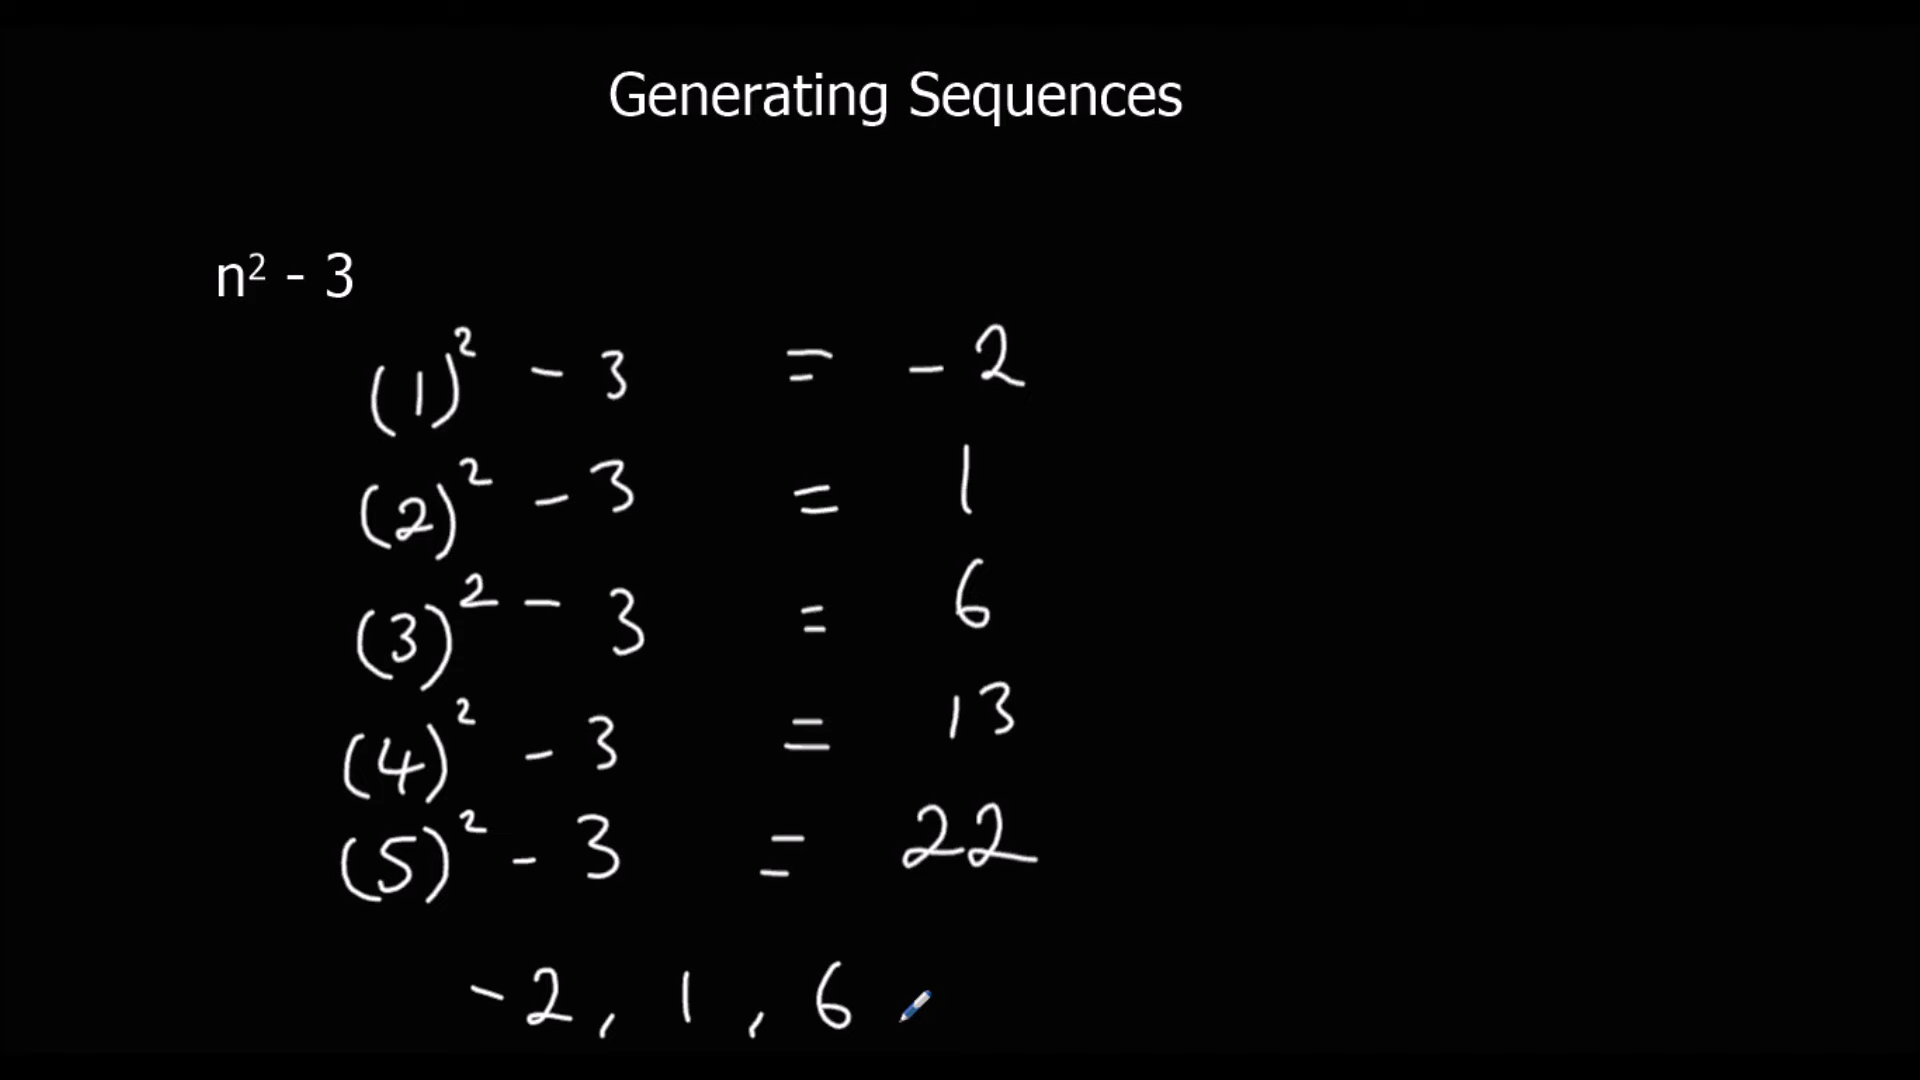 Generating Sequences
n² - 3
(1)² - 3 = -2
(2)² - 3 = 1
(3)² - 3 = 6
(4)² - 3 = 13
(5)² - 3 = 22
-2, 1, 6